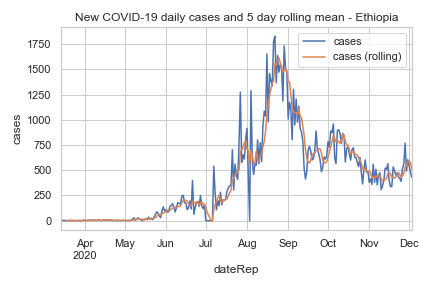 New COVID-19 daily cases and 5 day rolling mean - Ethiopia
cases
cases (rolling)
1750
1500
1250
1000
750
500
250
0
cases
Apr
2020
May
Jun
Jul
Aug
Sep
Oct
Nov
Dec
dateRep